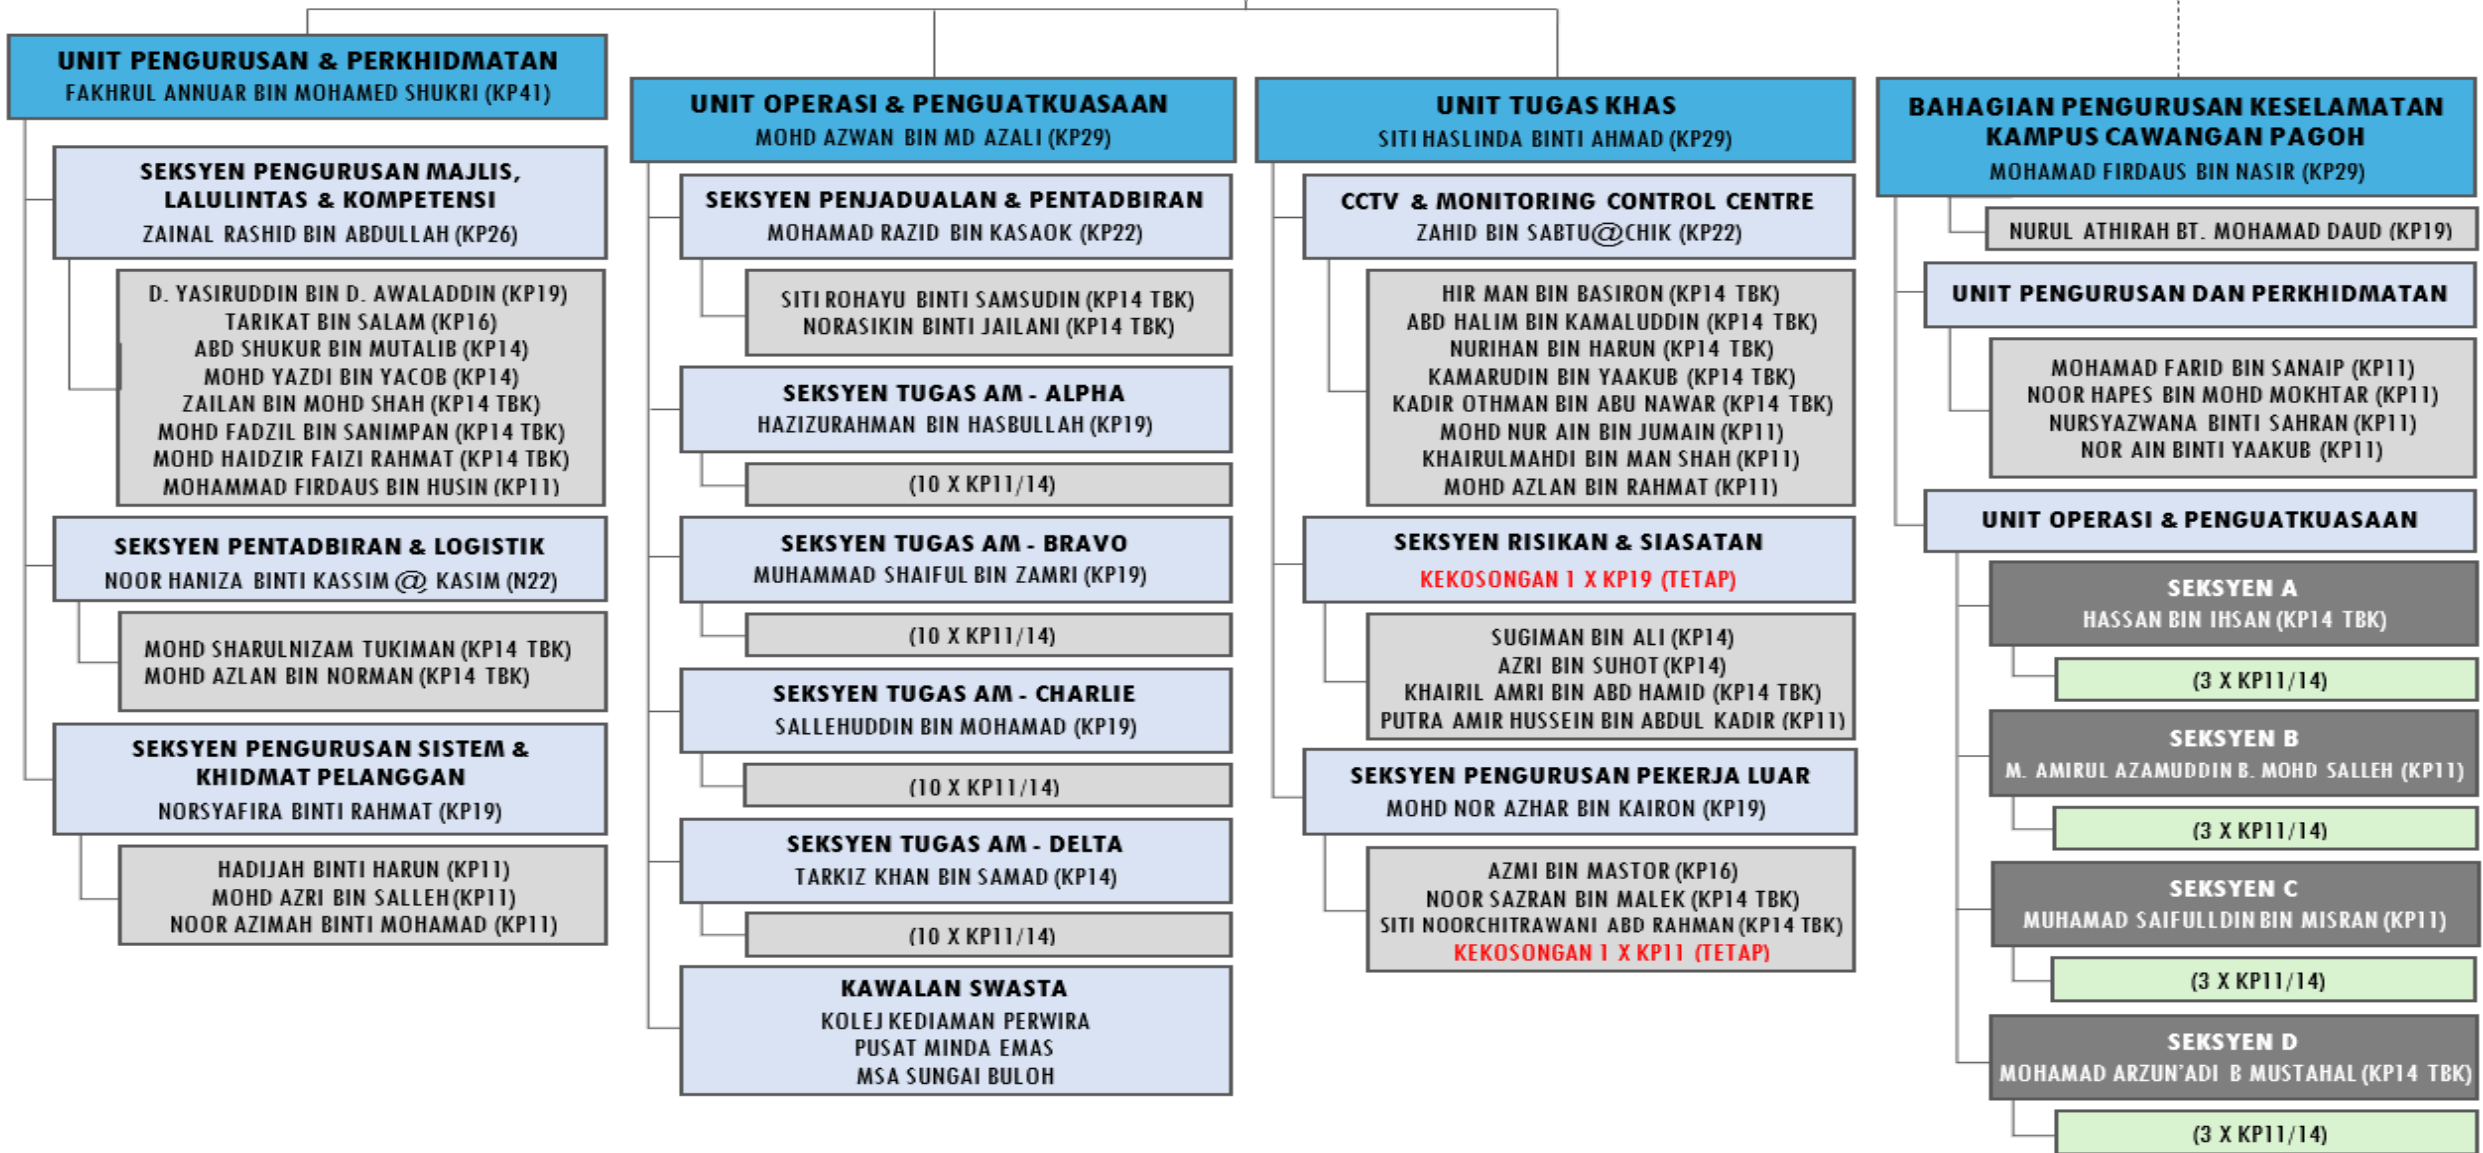 UNIT PENGURUSAN & PERKHIDMATAN
FAKHRUL ANNUAR BIN MOHAMED SHUKRI (KP41)
SEKSYEN PENGURUSAN MAJLIS,
LALULINTAS & KOMPETENSI
ZAINAL RASHID BIN ABDULLAH (KP26)
D. YASIRUDDIN BIN D. AWALADDIN (KP19)
TARIKAT BIN SALAM (KP16)
ABD SHUKUR BIN MUTALIB (KP14)
MOHD YAZDI BIN YACOB (KP14)
ZAILAN BIN MOHD SHAH (KP14 TBK)
MOHD FADZIL BIN SANIMPAN (KP14 TBK)
MOHD HAIDZIR FAIZI RAHMAT (KP14 TBK)
MOHAMMAD FIRDAUS BIN HUSIN (KP11)
SEKSYEN PENTADBIRAN & LOGISTIK
NOOR HANIZA BINTI KASSIM @ KASIM (N22)
MOHD SHARULNIZAM TUKIMAN (KP14 TBK)
MOHD AZLAN BIN NORMAN (KP14 TBK)
SEKSYEN PENGURUSAN SISTEM &
KHIDMAT PELANGGAN
NORSYAFIRA BINTI RAHMAT (KP19)
HADIJAH BINTI HARUN (KP11)
MOHD AZRI BIN SALLEH (KP11)
NOOR AZIMAH BINTI MOHAMAD (KP11)
UNIT OPERASI & PENGUATKUASAAN
MOHD AZWAN BIN MD AZALI (KP29)
SEKSYEN PENJADUALAN & PENTADBIRAN
MOHAMAD RAZID BIN KASAOK (KP22)
SITI ROHAYU BINTI SAMSUDIN (KP14 TBK)
NORASIKIN BINTI JAILANI (KP14 TBK)
SEKSYEN TUGAS AM - ALPHA
HAZIZURAHMAN BIN HASBULLAH (KP19)
(10 X KP11/14)
SEKSYEN TUGAS AM - BRAVO
MUHAMMAD SHAIFUL BIN ZAMRI (KP19)
(10 X KP11/14)
SEKSYEN TUGAS AM - CHARLIE
SALLEHUDDIN BIN MOHAMAD (KP19)
(10 X KP11/14)
SEKSYEN TUGAS AM - DELTA
TARKIZ KHAN BIN SAMAD (KP14)
(10 X KP11/14)
KAWALAN SWASTA
KOLEJ KEDIAMAN PERWIRA
PUSAT MINDA EMAS
MSA SUNGAI BULOH
UNIT TUGAS KHAS
SITI HASLINDA BINTI AHMAD (KP29)
CCTV & MONITORING CONTROL CENTRE
ZAHID BIN SABTU@CHIK (KP22)
HIR MAN BIN BASIRON (KP14 TBK)
ABD HALIM BIN KAMALUDDIN (KP14 TBK)
NURIHAN BIN HARUN (KP14 TBK)
KAMARUDIN BIN YAAKUB (KP14 TBK)
KADIR OTHMAN BIN ABU NAWAR (KP14 TBK)
MOHD NUR AIN BIN JUMAIN (KP11)
KHAIRULMAHDI BIN MAN SHAH (KP11)
MOHD AZLAN BIN RAHMAT (KP11)
SEKSYEN RISIKAN & SIASATAN
KEKOSONGAN 1 X KP19 (TETAP)
SUGIMAN BIN ALI (KP14)
AZRI BIN SUHOT (KP14)
KHAIRIL AMRI BIN ABD HAMID (KP14 TBK)
PUTRA AMIR HUSSEIN BIN ABDUL KADIR (KP11)
SEKSYEN PENGURUSAN PEKERJA LUAR
MOHD NOR AZHAR BIN KAIRON (KP19)
AZMI BIN MASTOR (KP16)
NOOR SAZRAN BIN MALEK (KP14 TBK)
SITI NOORCHITRAWANI ABD RAHMAN (KP14 TBK)
KEKOSONGAN 1 X KP11 (TETAP)
BAHAGIAN PENGURUSAN KESELAMATAN
KAMPUS CAWANGAN PAGOH
MOHAMAD FIRDAUS BIN NASIR (KP29)
NURUL ATHIRAH BT. MOHAMAD DAUD (KP19)
UNIT PENGURUSAN DAN PERKHIDMATAN
MOHAMAD FARID BIN SANAIP (KP11)
NOOR HAPES BIN MOHD MOKHTAR (KP11)
NURSYAZWANA BINTI SAHRAN (KP11)
NOR AIN BINTI YAAKUB (KP11)
UNIT OPERASI & PENGUATKUASAAN
SEKSYEN A
HASSAN BIN IHSAN (KP14 TBK)
(3 X KP11/14)
SEKSYEN B
M. AMIRUL AZAMUDDIN B. MOHD SALLEH (KP11)
(3 X KP11/14)
SEKSYEN C
MUHAMAD SAIFULLDIN BIN MISRAN (KP11)
(3 X KP11/14)
SEKSYEN D
MOHAMAD ARZUN'ADI B MUSTAHAL (KP14 TBK)
(3 X KP11/14)